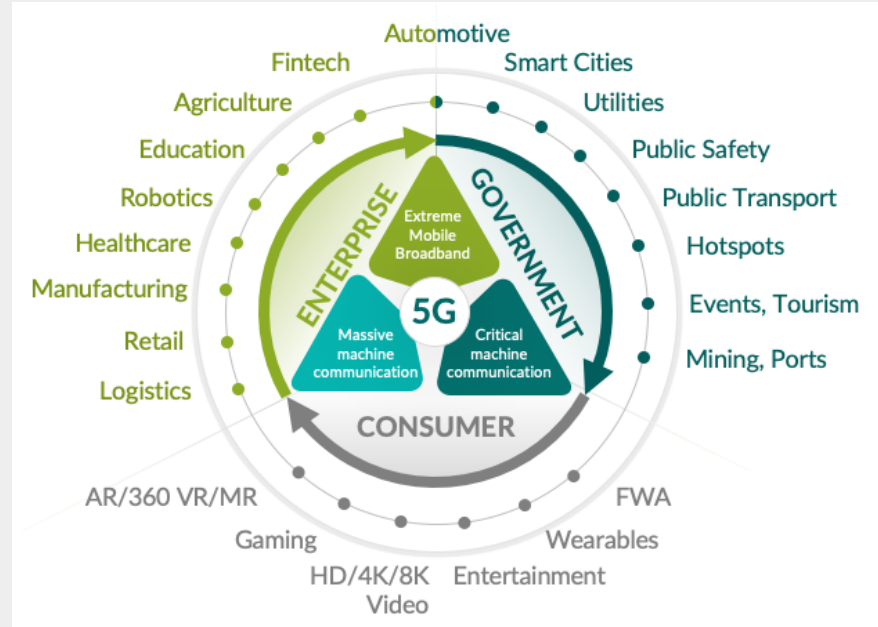 Automotive
Fintech
Smart Cities
Agriculture
Utilities
Education
Public Safety
Robotics
Public Transport
Healthcare
Hotspots
Manufacturing
Events, Tourism
Retail
Mining, Ports
Logistics
ENTERPRISE
GOVERNMENT
Extreme
Mobile
Broadband
5G
Massive
machine
communication
Critical
machine
communication
CONSUMER
AR/360 VR/MR
FWA
Gaming
Wearables
HD/4K/8K
Video
Entertainment